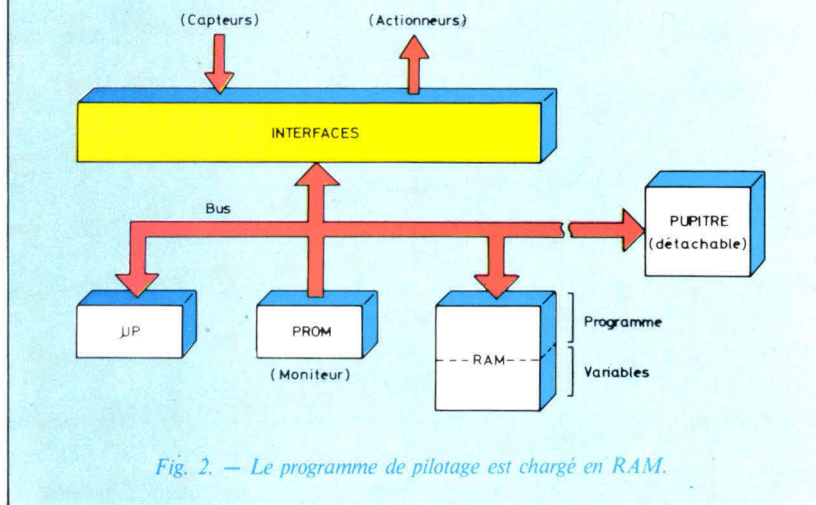 (Capteurs) (Actionneurs)
INTERFACES
Bus
PUPITRE
(détachable)
UP
PROM
(Moniteur)
RAM
Programme
Variables
Fig. 2. — Le programme de pilotage est chargé en RAM.